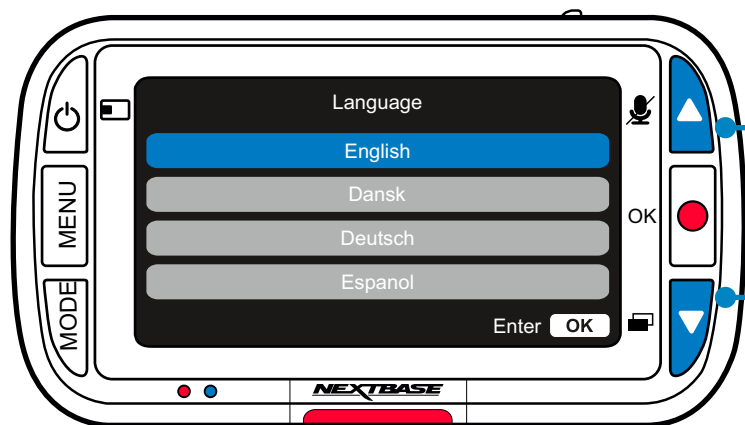 Language
English
Dansk
Deutsch
Espanol
Enter OK
MENU
MODE
OK
NEXTBASE